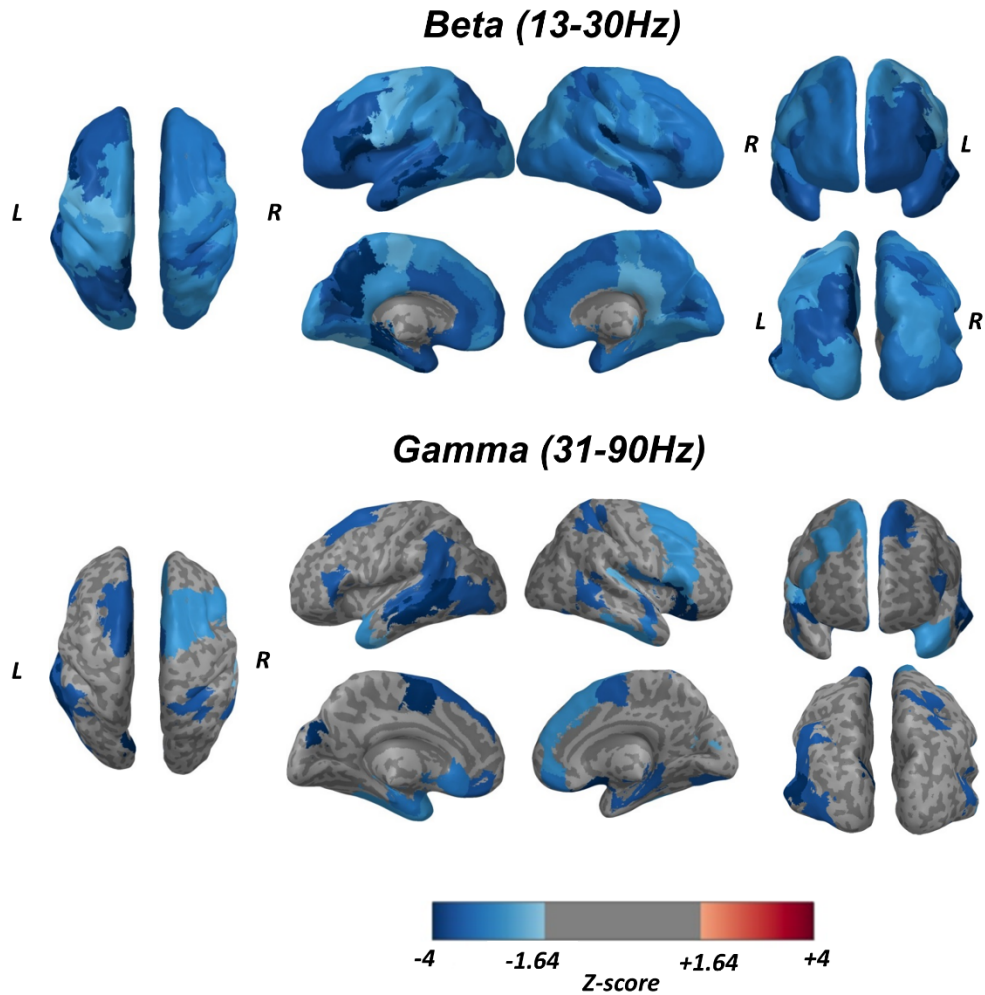 Beta (13-30Hz)
R
L
L
R
L
R
Gamma (31-90Hz)
L
R
-4
-1.64
+1.64
+4
Z-score